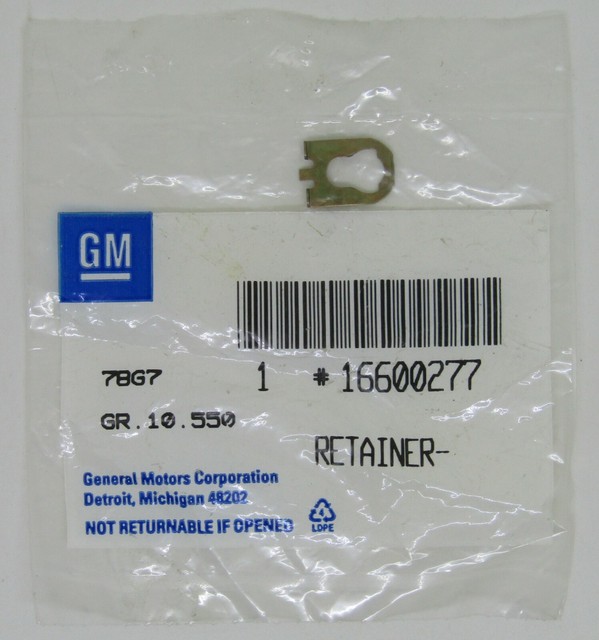 GM
78G7 1 #16600277
GR.10.550
RETAINER-
General Motors Corporation
Detroit, Michigan 48202
NOT RETURNABLE IF OPENED
4
LDPE